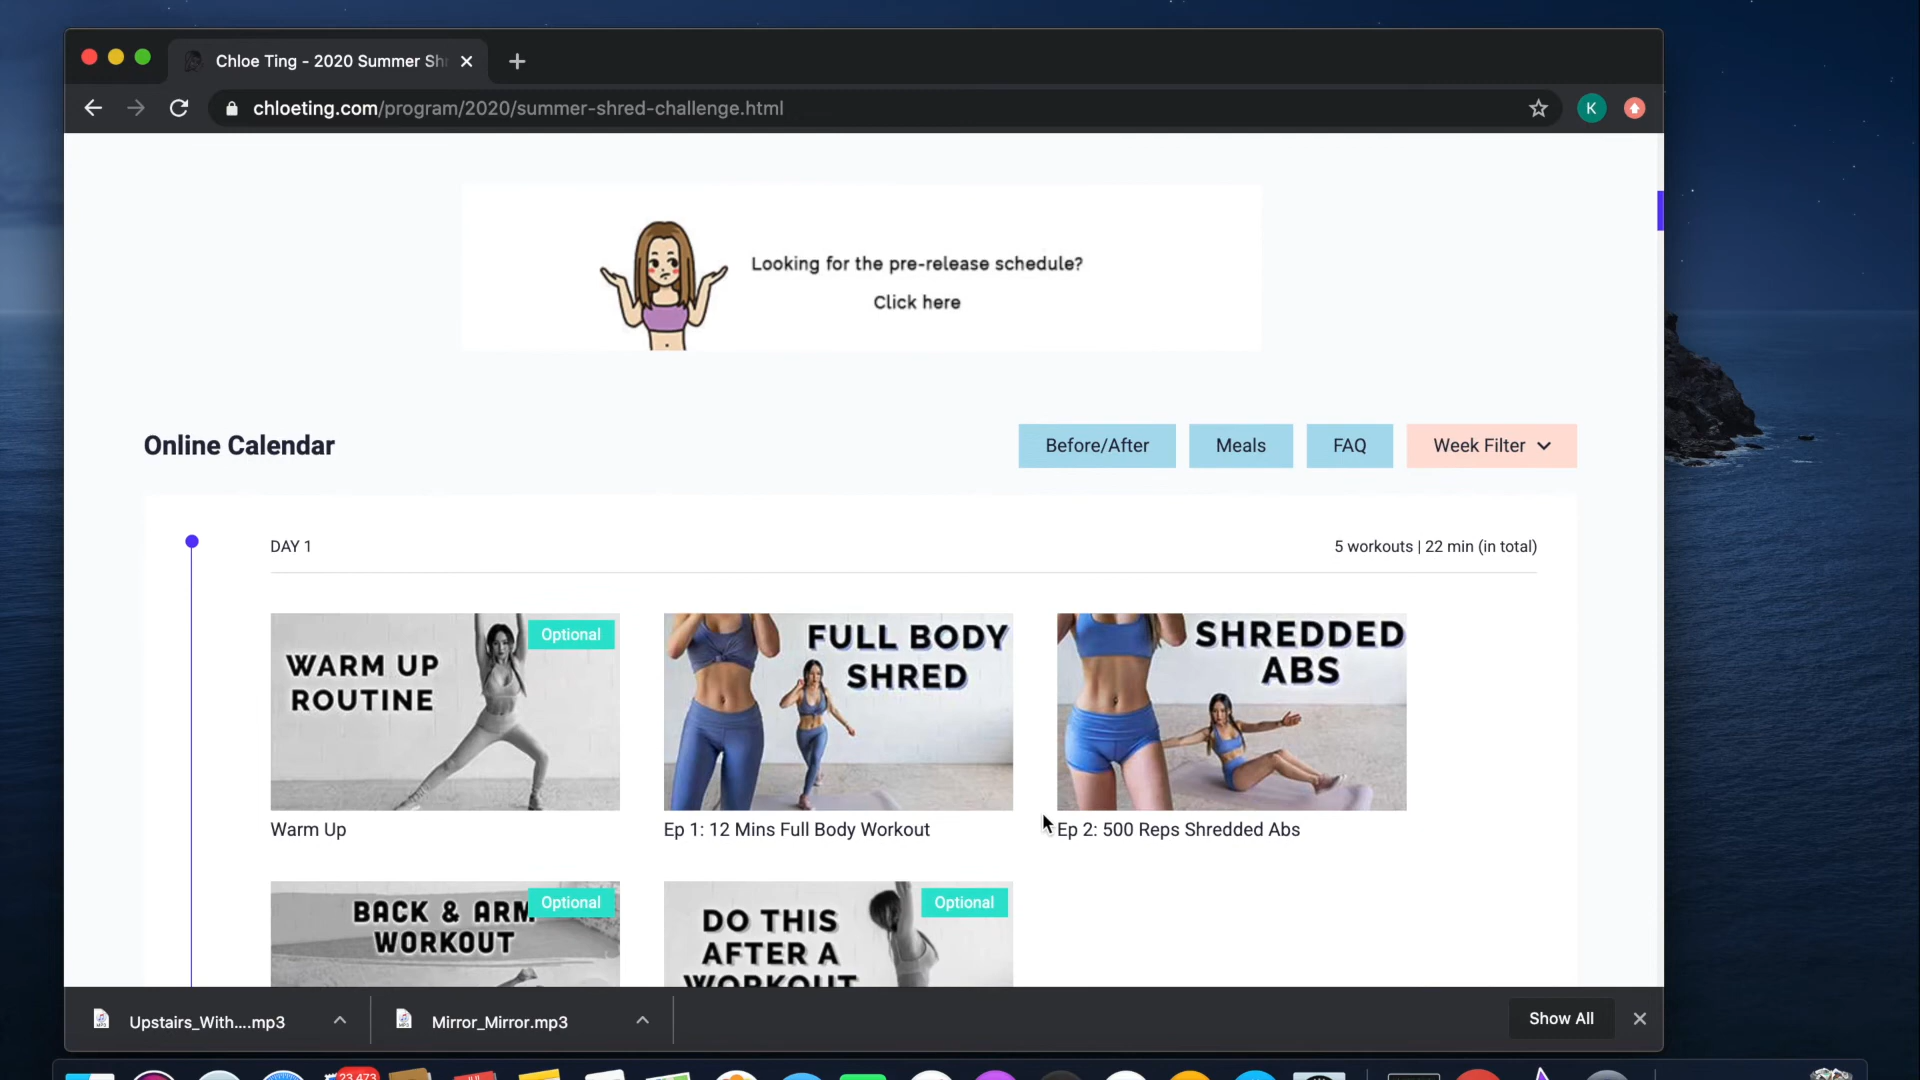 Chloe Ting - 2020 Summer Sh
chloeting.com/program/2020/summer-shred-challenge.html
K
Looking for the pre-release schedule?
Click here
Online Calendar
Before/After
Meals
FAQ
Week Filter
DAY 1
5 workouts | 22 min (in total)
WARM UP
ROUTINE
Optional
FULL BODY
SHRED
SHREDDED
ABS
Warm Up
Ep 1: 12 Mins Full Body Workout
Ep 2: 500 Reps Shredded Abs
BACK & ARM
WORKOUT
Optional
DO THIS
AFTER A
WORKOUT
Optional
Upstairs_With....mp3
Mirror_Mirror.mp3
Show All
23,473